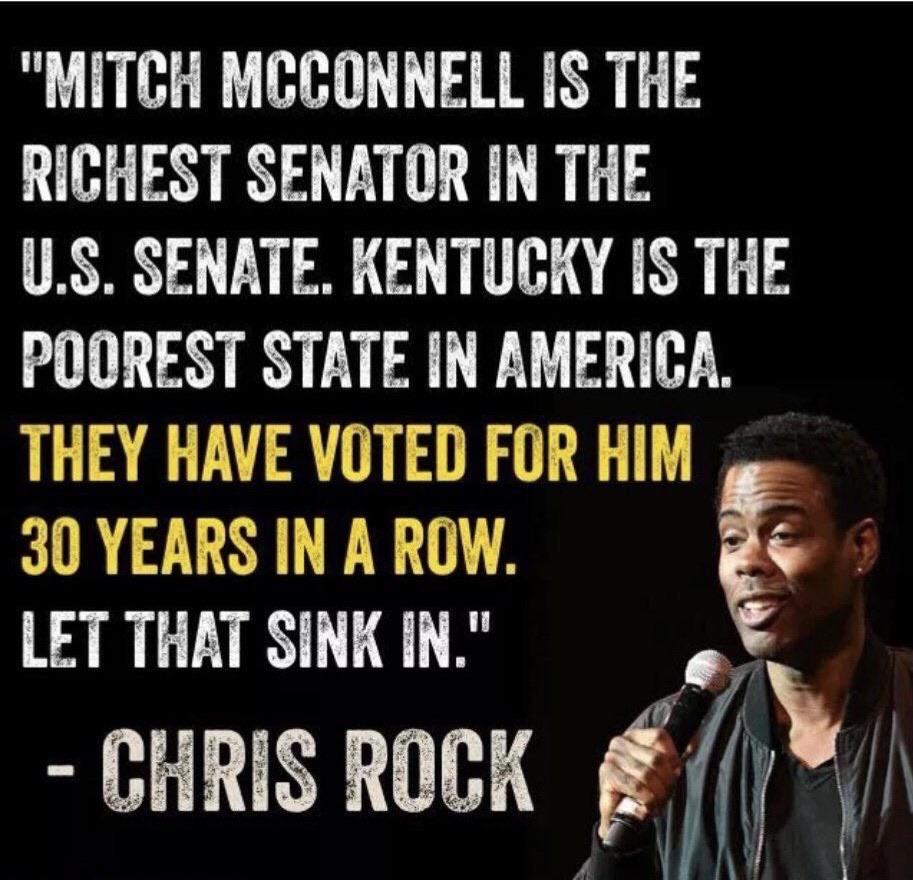 "MITCH MCCONNELL IS THE
RICHEST SENATOR IN THE
U.S. SENATE. KENTUCKY IS THE
POOREST STATE IN AMERICA.
THEY HAVE VOTED FOR HIM
30 YEARS IN A ROW.
LET THAT SINK IN."
- CHRIS ROCK